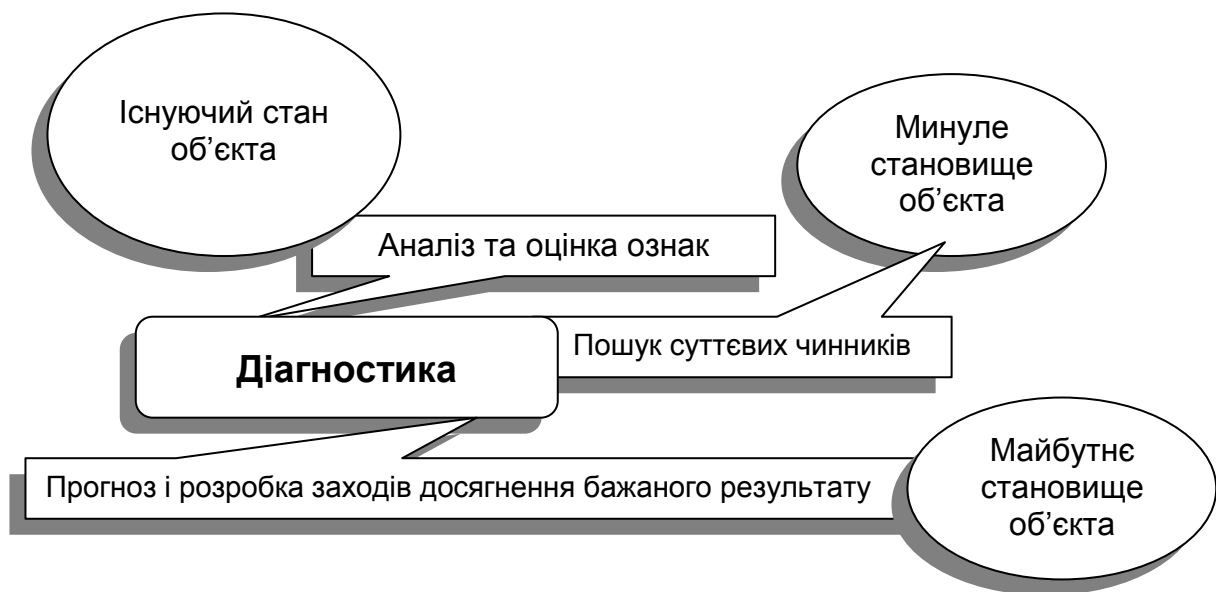 Існуючий стан
об’єкта
Минуле
становище
об’єкта
Аналіз та оцінка ознак
Діагностика
Пошук суттєвих чинників
Прогноз і розробка заходів досягнення бажаного результату
Майбутнє
становище
об’єкта